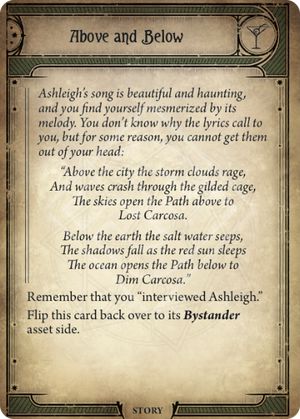 Above and Below
Ashleigh's song is beautiful and haunting,
and you find yourself mesmerized by its
melody. You don't know why the lyrics call to
you, but for some reason, you cannot get them
out of your head:
“Above the city the storm clouds rage,
And waves crash through the gilded cage,
The skies open the Path above to
Lost Carcosa.
Below the earth the salt water seeps,
The shadows fall as the red sun sleeps
The ocean opens the Path below to
Dim Carcosa.”
Remember that you “interviewed Ashleigh.”
Flip this card back over to its Bystander
asset side.
STORY